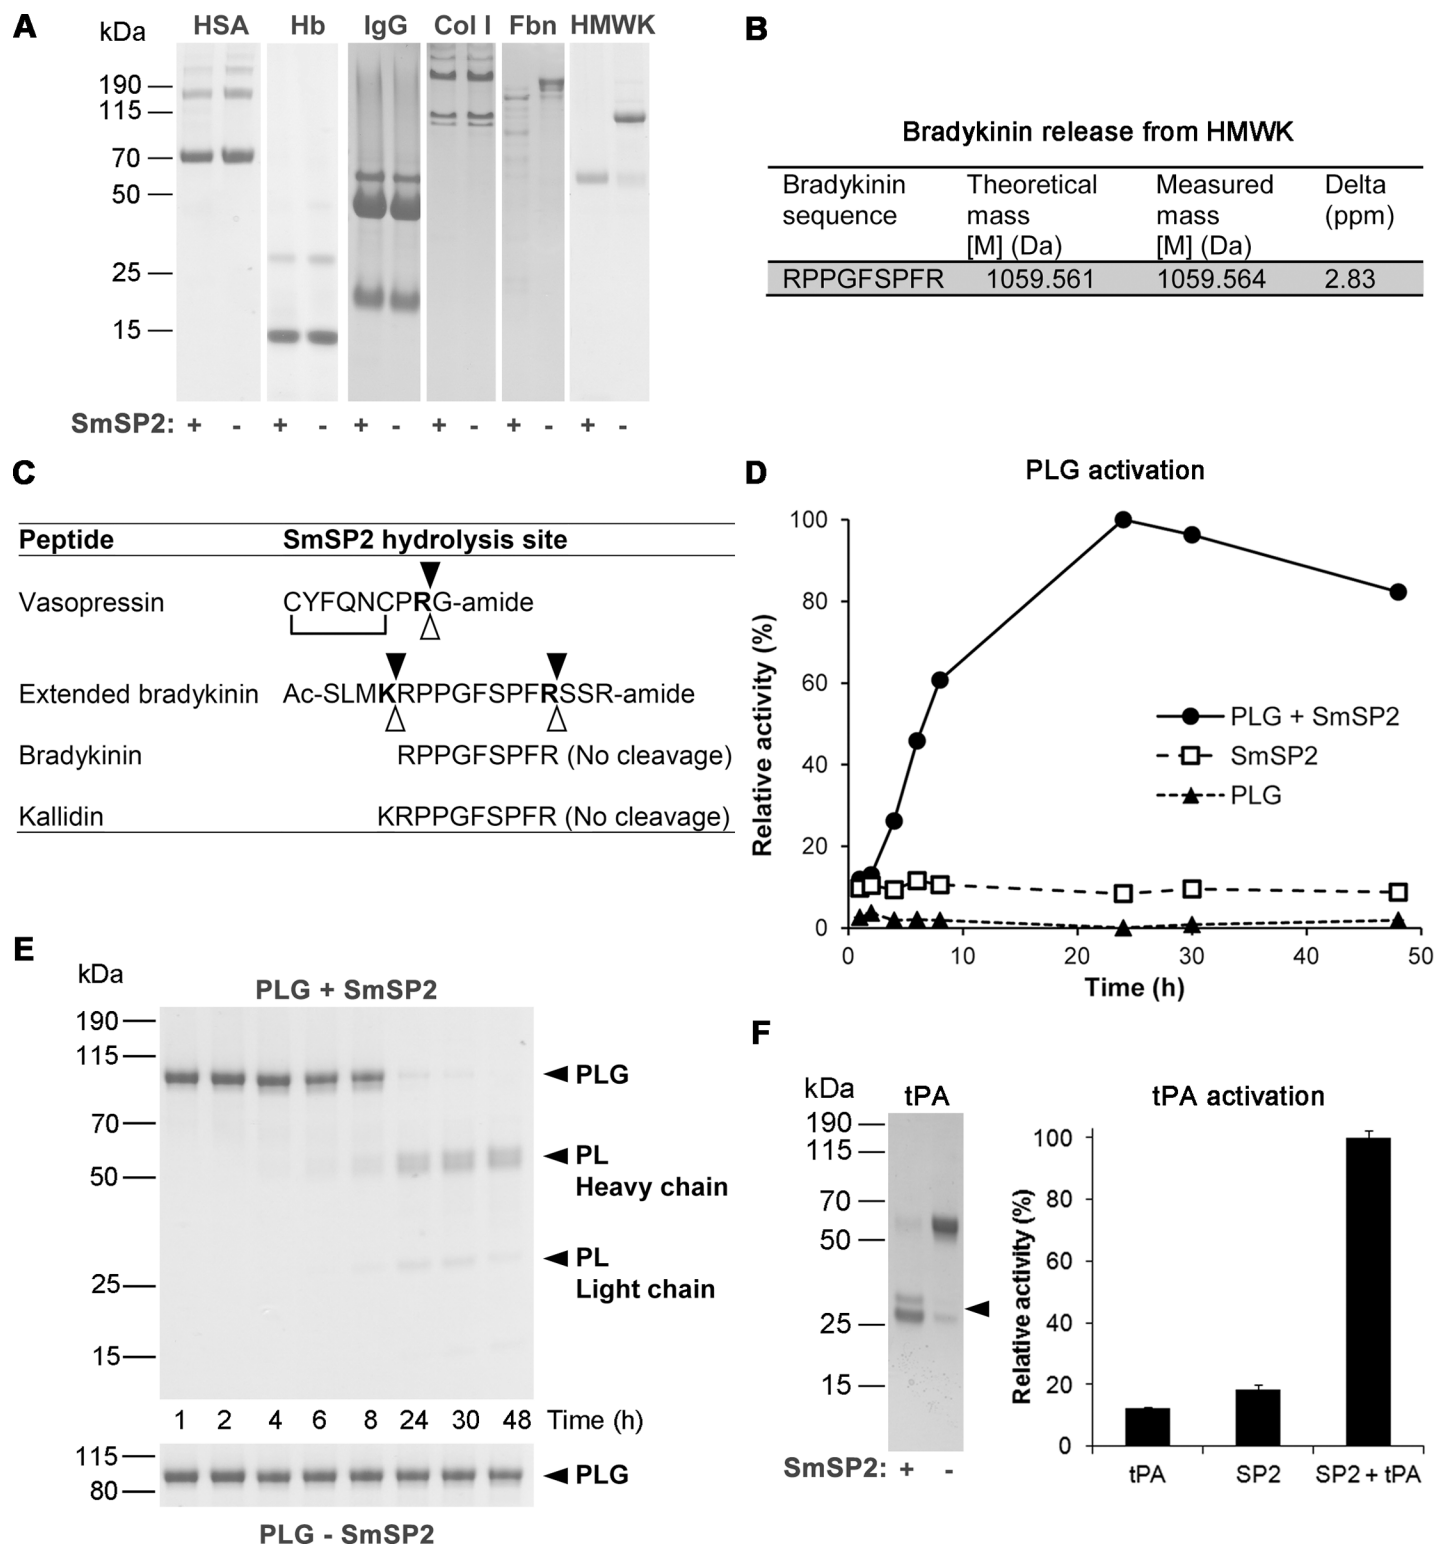 A
kDa
HSA Hb IgG Col I Fbn HMWK
190
115
70
50
25
15
SmSP2: + - + - + - + - + - + -
B
Bradykinin release from HMWK
Bradykinin sequence Theoretical mass [M] (Da) Measured mass [M] (Da) Delta (ppm)
RPPGFSPFR 1059.561 1059.564 2.83
C
Peptide SmSP2 hydrolysis site
Vasopressin CYFQNCPRG-amide
Extended bradykinin Ac-SLMKRPPGFSPFRSSR-amide
Bradykinin RPPGFSPFR (No cleavage)
Kallidin KRPPGFSPFR (No cleavage)
D
PLG activation
Relative activity (%)
100
80
60
40
20
0
PLG + SmSP2
SmSP2
PLG
0 10 20 30 40 50
Time (h)
E
kDa
PLG + SmSP2
190
115
70
50
25
15
PLG
PL
Heavy chain
PL
Light chain
1 2 4 6 8 24 30 48 Time (h)
115
80
PLG
PLG - SmSP2
F
kDa
tPA
190
115
70
50
25
15
SmSP2: + -
tPA activation
Relative activity (%)
100
80
60
40
20
0
tPA SP2 SP2 + tPA